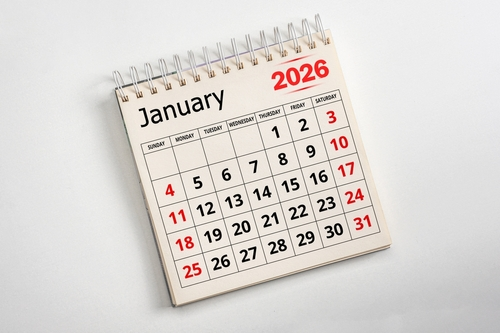 January 2026
SUNDAY MONDAY TUESDAY WEDNESDAY THURSDAY FRIDAY SATURDAY
1 2 3
4 5 6 7 8 9 10
11 12 13 14 15 16 17
18 19 20 21 22 23 24
25 26 27 28 29 30 31